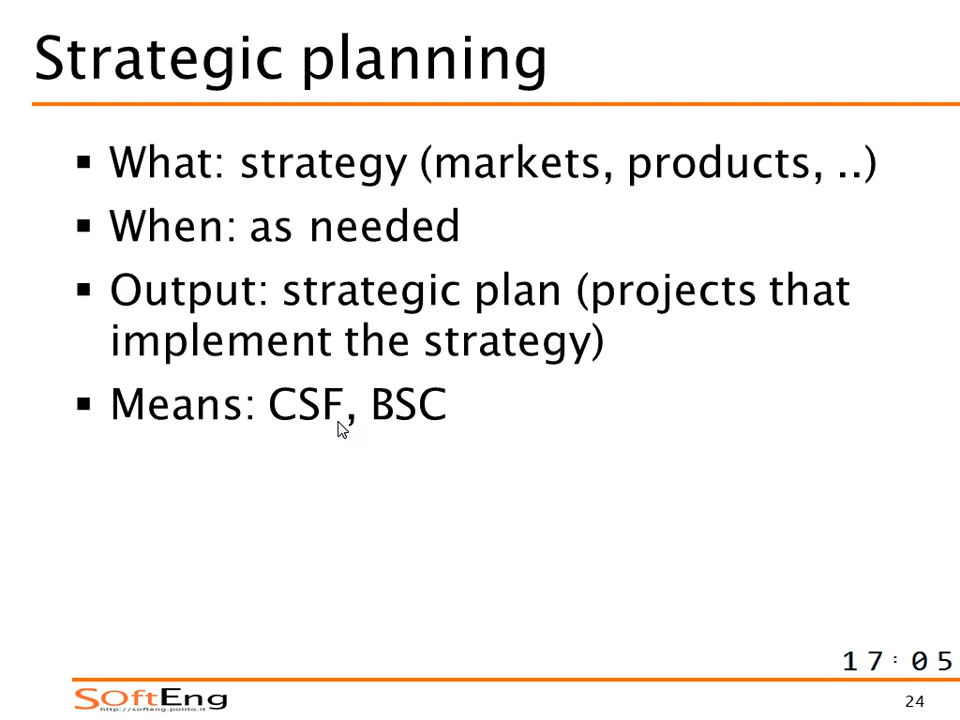 Strategic planning
▪ What: strategy (markets, products, ..)
▪ When: as needed
▪ Output: strategic plan (projects that
implement the strategy)
▪ Means: CSF, BSC
17:05
SOftEng
http://softeng.polito.it
24